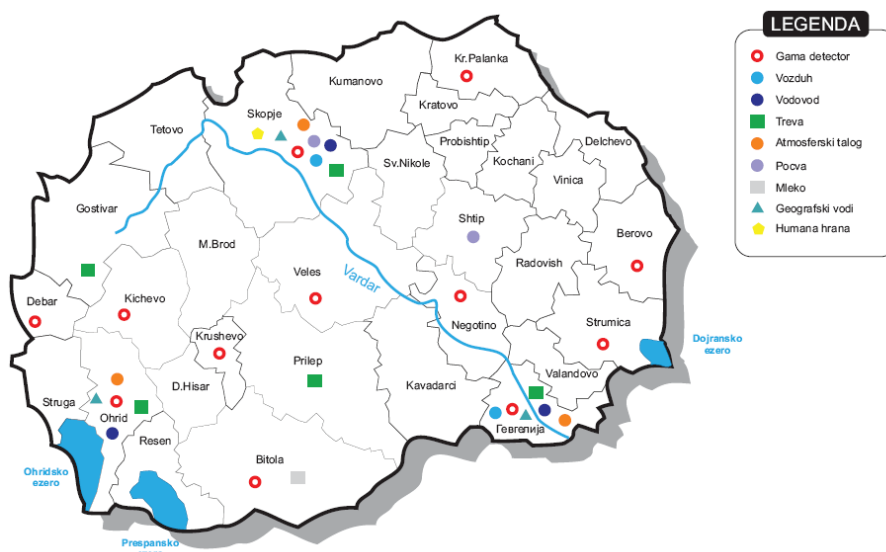 LEGENDA
Gama detector
Vozduh
Vodovod
Treva
Atmosferski talog
Pocva
Mleko
Geografski vodi
Humana hrana
Kr.Palanka
Kumanovo
Skopje
Kratovo
Tetovo
Probishtip
Delchevo
Sv.Nikole
Kochani
Vinica
Gostivar
Shtip
M.Brod
Berovo
Radovish
Veles
Vardar
Debar
Kichevo
Negotino
Strumica
Krushevo
Dojransko
ezero
Prilep
Valandovo
D.Hisar
Kavadarci
Struga
Ohrid
Гевгелија
Resen
Bitola
Ohridsko
ezero
Prespansko